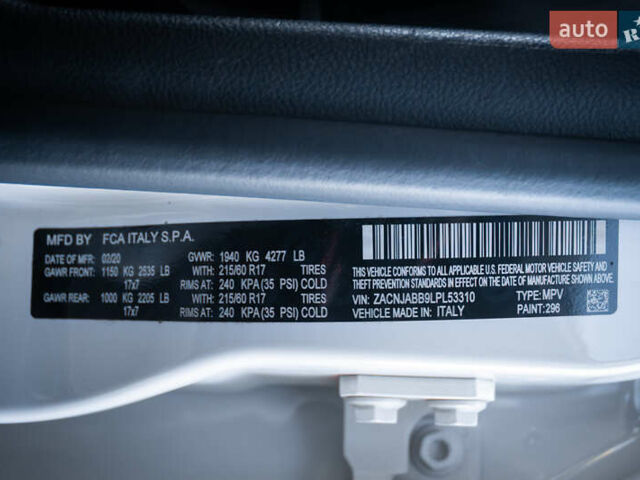 auto
R
MFD BY FCA ITALY S.P.A.
DATE OF MFR: 02/20 GVWR: 1940 KG 4277 LB
GAWR FRONT: 1150 KG 2535 LB WITH: 215/60 R17 TIRES
17x7 RIMS AT: 240 KPA(35 PSI) COLD
GAWR REAR: 1000 KG 2205 LB WITH: 215/60 R17 TIRES
17x7 RIMS AT: 240 KPA(35 PSI) COLD
THIS VEHICLE CONFORMS TO ALL APPLICABLE U.S. FEDERAL MOTOR VEHICLE SAFETY, BUMPER, AND
THEFT PREVENTION STANDARDS IN EFFECT ON THE DATE OF MANUFACTURE SHOWN ABOVE.
VIN: ZACNJABB9LPL53310 TYPE: MPV
VEHICLE MADE IN: ITALY PAINT:296